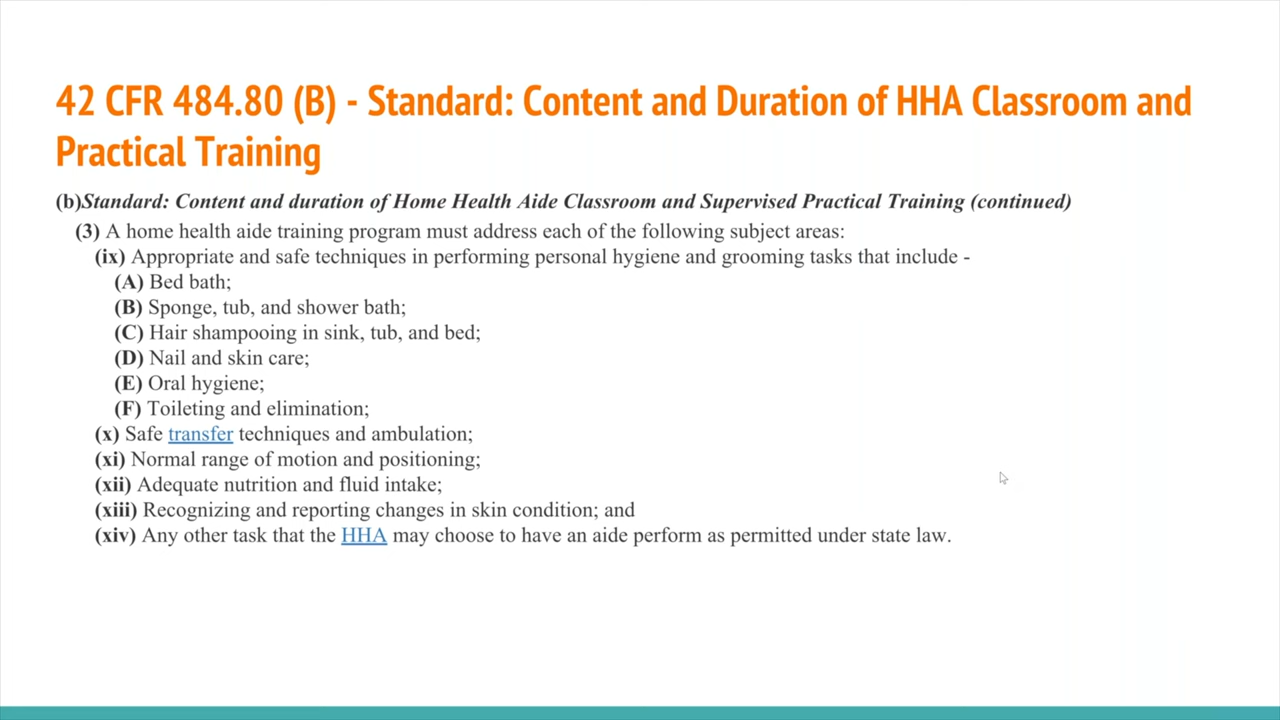 42 CFR 484.80 (B) - Standard: Content and Duration of HHA Classroom and
Practical Training
(b)Standard: Content and duration of Home Health Aide Classroom and Supervised Practical Training (continued)
(3) A home health aide training program must address each of the following subject areas:
(ix) Appropriate and safe techniques in performing personal hygiene and grooming tasks that include -
(A) Bed bath;
(B) Sponge, tub, and shower bath;
(C) Hair shampooing in sink, tub, and bed;
(D) Nail and skin care;
(E) Oral hygiene;
(F) Toileting and elimination;
(x) Safe transfer techniques and ambulation;
(xi) Normal range of motion and positioning;
(xii) Adequate nutrition and fluid intake;
(xiii) Recognizing and reporting changes in skin condition; and
(xiv) Any other task that the HHA may choose to have an aide perform as permitted under state law.